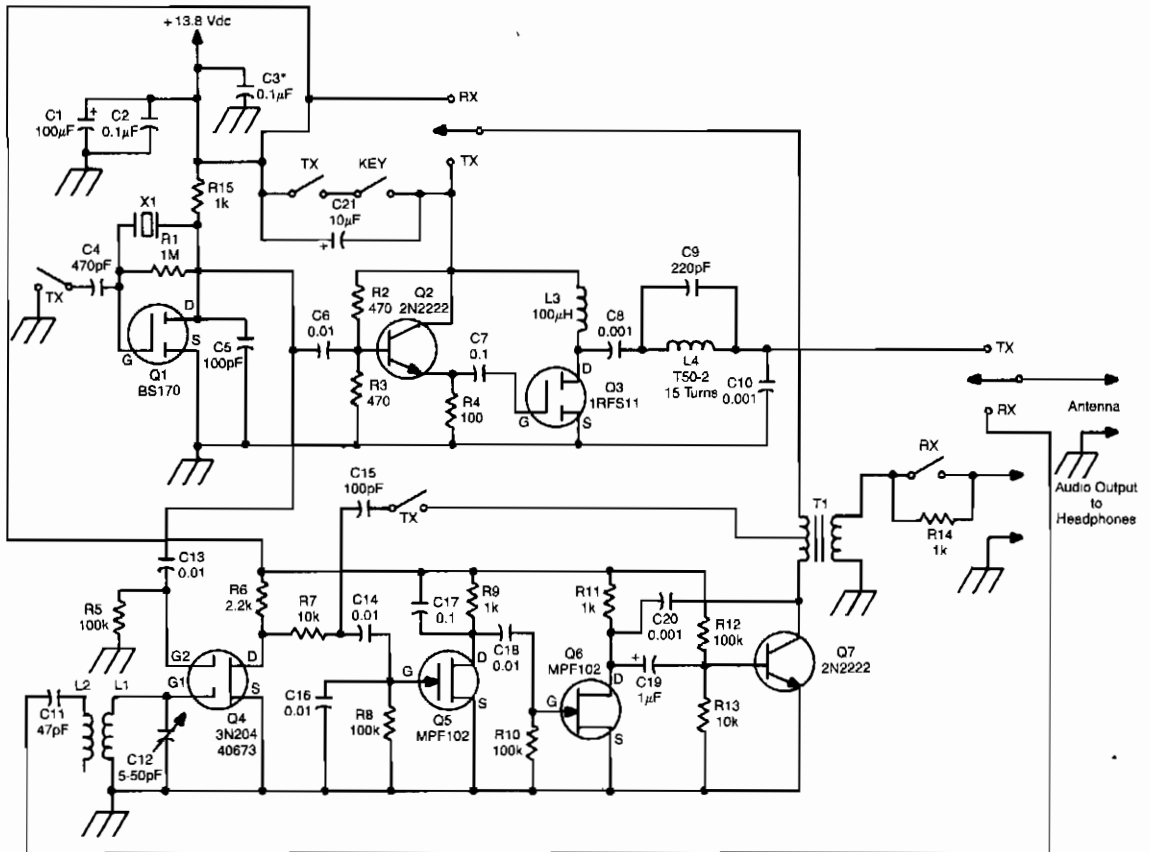 +13.8 Vdc
C3*
0.1µF
RX
C1
100µF
+
C2
0.1µF
TX
TX
KEY
R15
1k
C21
10µF
+
X1
R1
1M
C4
470pF
TX
D
S
G
Q1
BS170
C5
100pF
C6
0.01
R2
470
Q2
2N2222
R3
470
C7
0.1
R4
100
L3
100µH
C8
0.001
C9
220pF
L4
T50-2
15 Turns
C10
0.001
D
G
S
Q3
1RFS11
TX
RX
Antenna
RX
Audio Output
to
Headphones
R14
1k
T1
C15
100pF
TX
C13
0.01
R5
100k
R6
2.2k
R7
10k
C14
0.01
C17
0.1
R9
1k
C18
0.01
R11
1k
C20
0.001
R12
100k
Q7
2N2222
G2
G1
D
S
Q4
3N204
40673
L2
L1
C11
47pF
C12
5-50pF
C16
0.01
R8
100k
G
D
S
Q5
MPF102
R10
100k
Q6
MPF102
G
D
S
+
C19
1µF
R13
10k